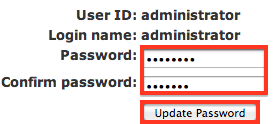 User ID: administrator
Login name: administrator
Password: ••••••••
Confirm password: •••••••
Update Password